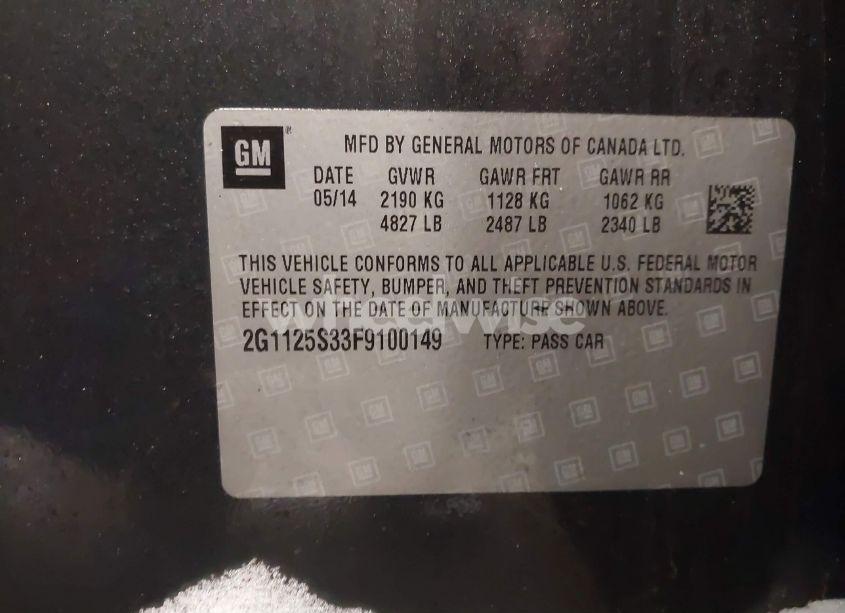 GM
MFD BY GENERAL MOTORS OF CANADA LTD.
DATE GVWR GAWR FRT GAWR RR
05/14 2190 KG 1128 KG 1062 KG
4827 LB 2487 LB 2340 LB
THIS VEHICLE CONFORMS TO ALL APPLICABLE U.S. FEDERAL MOTOR
VEHICLE SAFETY, BUMPER, AND THEFT PREVENTION STANDARDS IN
EFFECT ON THE DATE OF MANUFACTURE SHOWN ABOVE.
wheelwise
2G1125S33F9100149 TYPE: PASS CAR